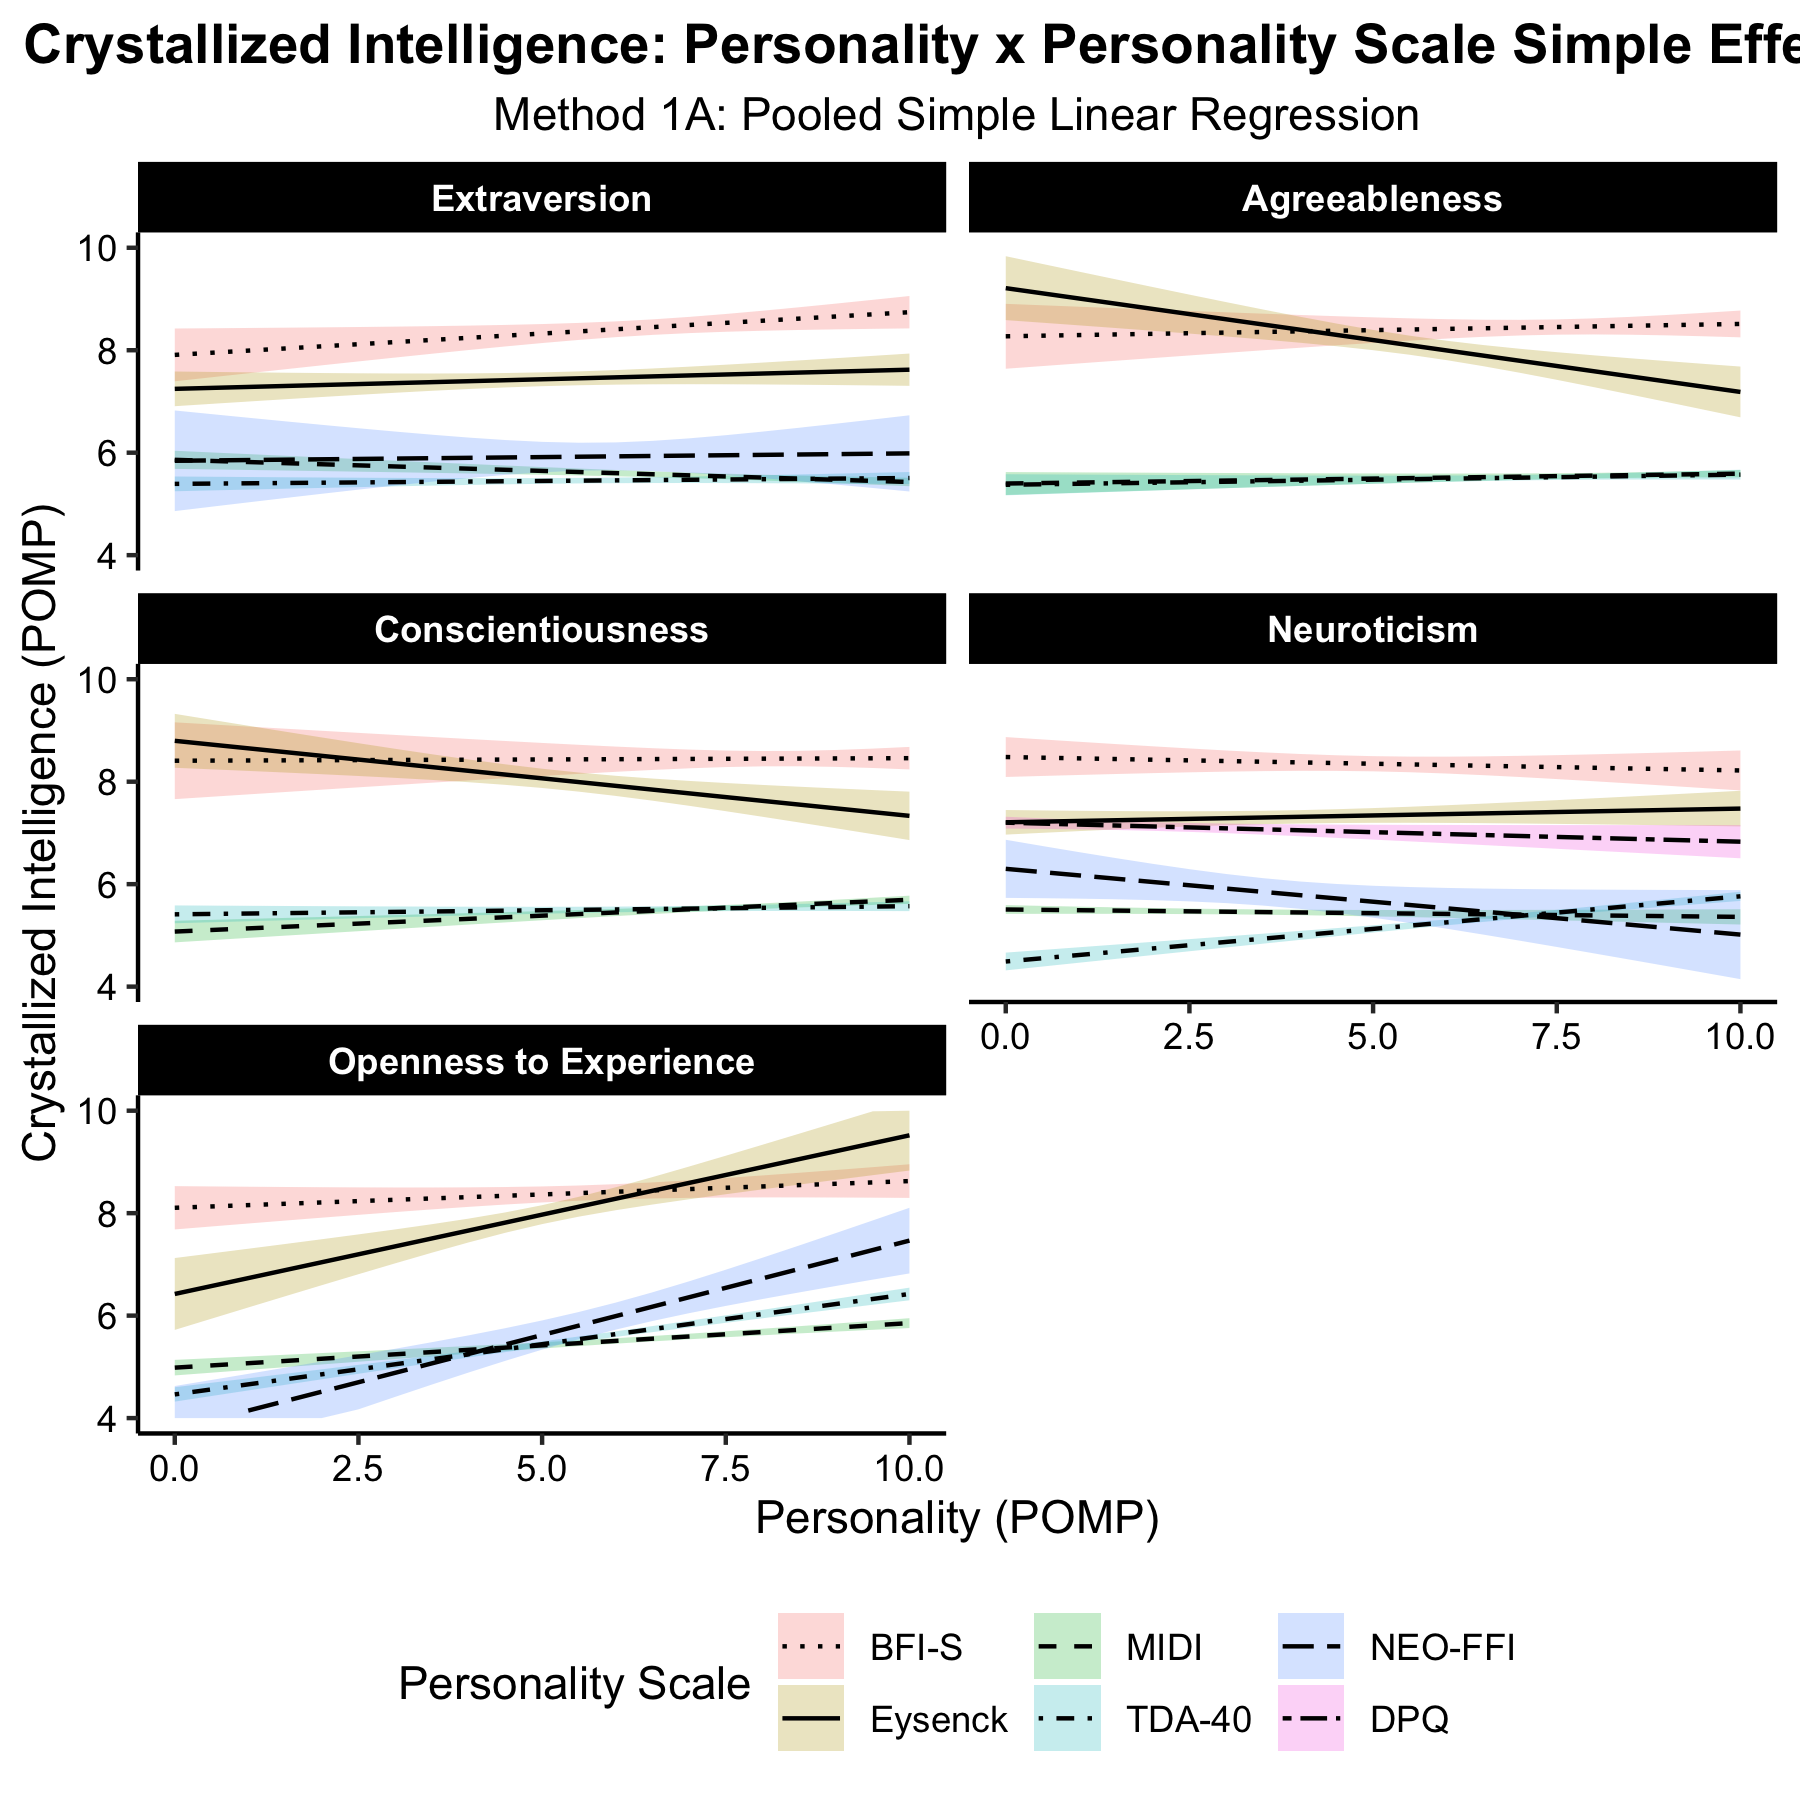 Crystallized Intelligence: Personality x Personality Scale Simple Effe
Method 1A: Pooled Simple Linear Regression
Extraversion
Agreeableness
10
8
6
4
Conscientiousness
Neuroticism
10
8
6
4
0.0 2.5 5.0 7.5 10.0
Openness to Experience
10
8
6
4
0.0 2.5 5.0 7.5 10.0
Crystallized Intelligence (POMP)
Personality (POMP)
Personality Scale
BFI-S
MIDI
NEO-FFI
Eysenck
TDA-40
DPQ